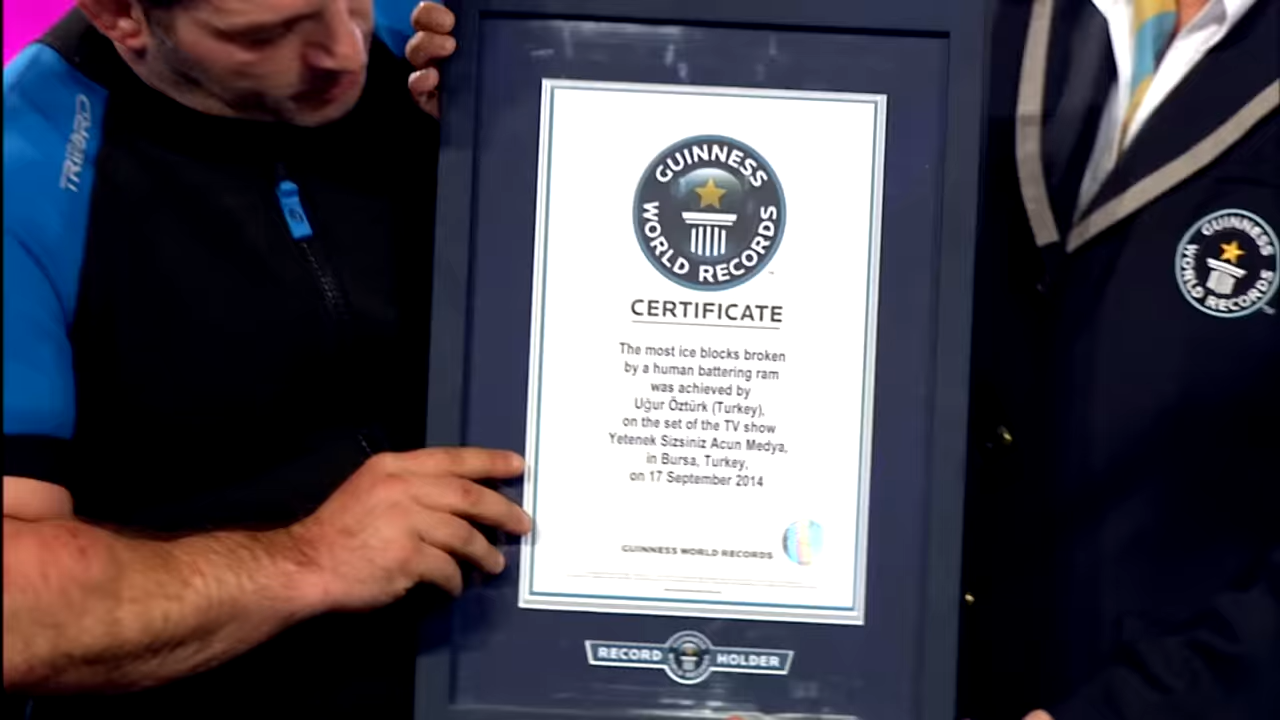 TRIBORD
GUINNESS
WORLD RECORDS
CERTIFICATE
The most ice blocks broken
by a human battering ram
was achieved by
Uğur Öztürk (Turkey),
on the set of the TV show
Yetenek Sizsiniz Acun Medya,
in Bursa, Turkey,
on 17 September 2014
GUINNESS WORLD RECORDS
RECORD HOLDER
GUINNESS
WORLD RECORDS